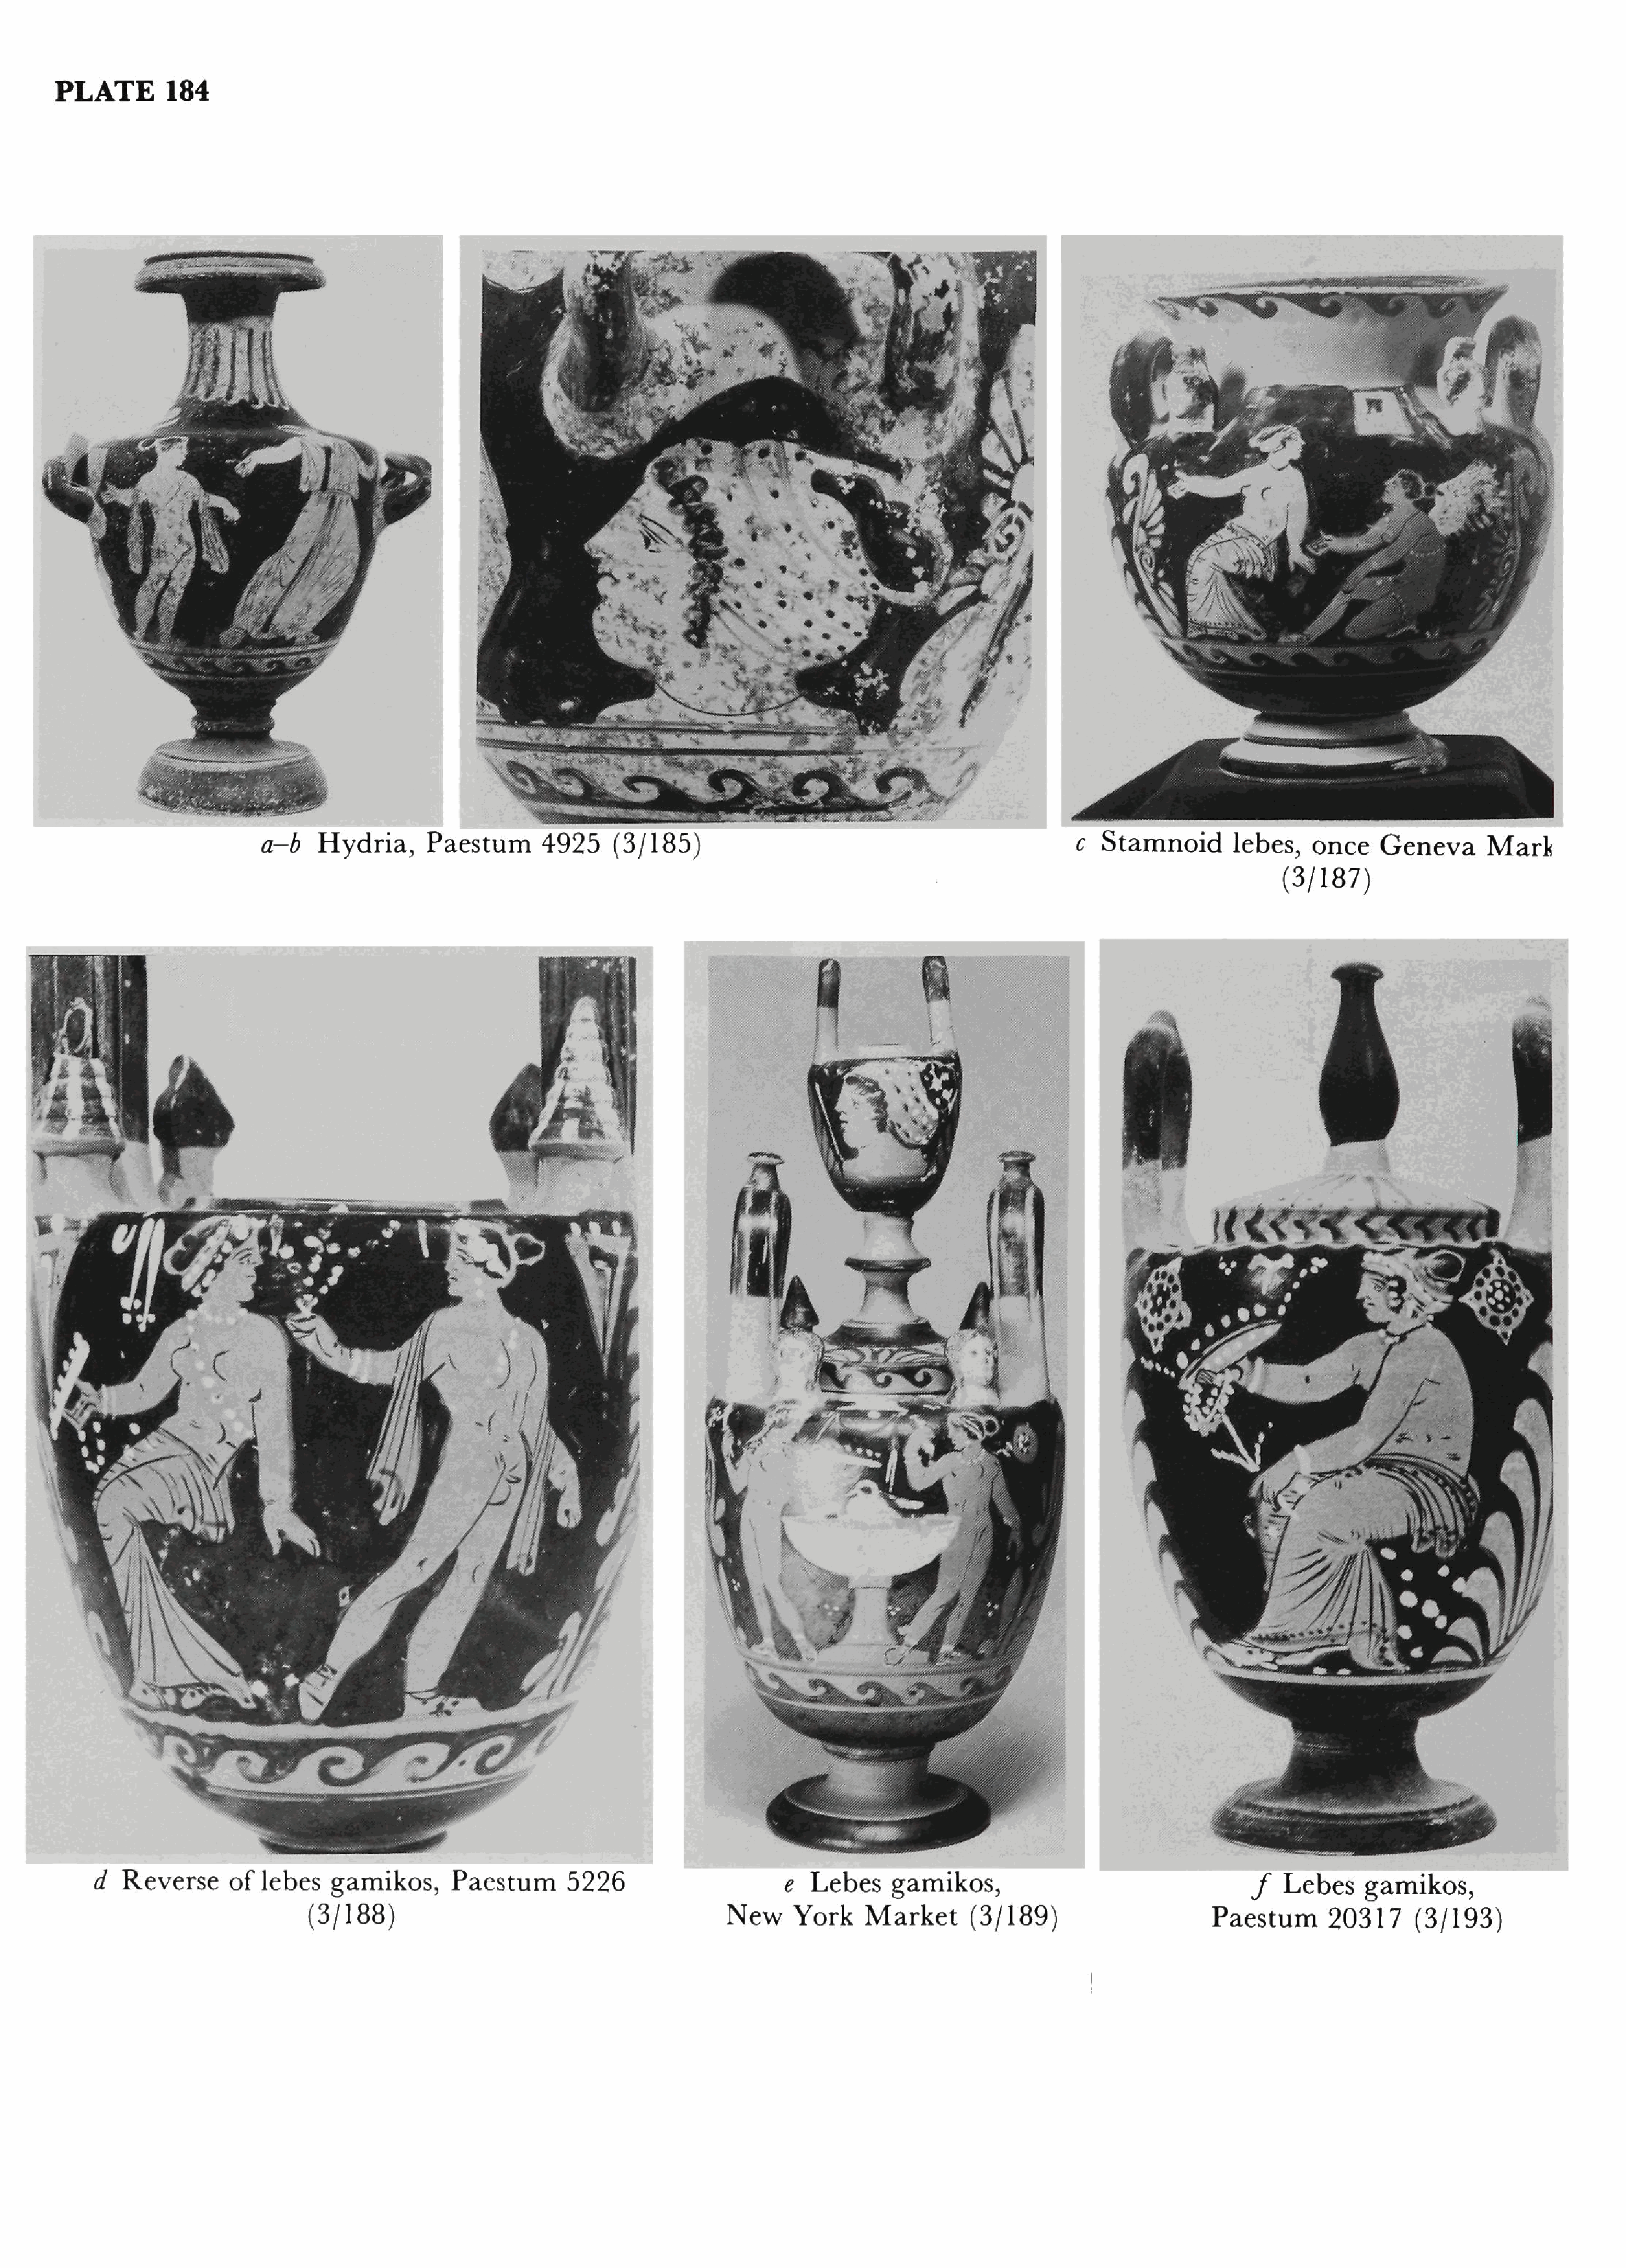 PLATE 184
a–b Hydria, Paestum 4925 (3/185)
c Stamnoid lebes, once Geneva Mark
(3/187)
d Reverse of lebes gamikos, Paestum 5226
(3/188)
e Lebes gamikos,
New York Market (3/189)
f Lebes gamikos,
Paestum 20317 (3/193)